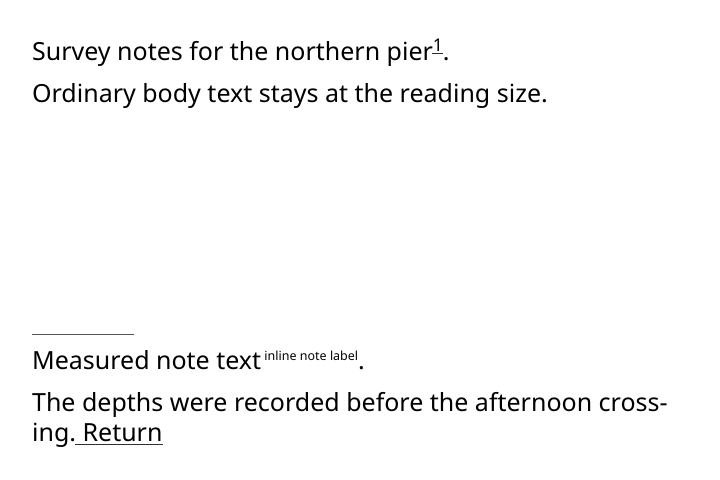 Survey notes for the northern pier1.
Ordinary body text stays at the reading size.
Measured note text inline note label.
The depths were recorded before the afternoon cross-
ing. Return